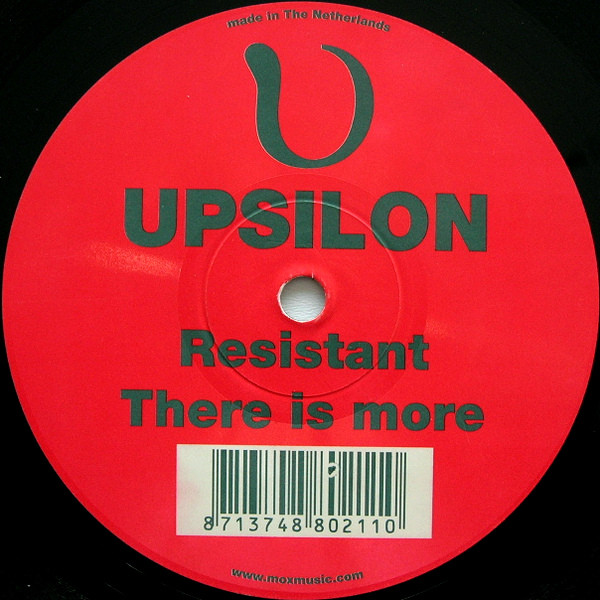 made in The Netherlands
UPSILON
Resistant
There is more
8 713748 802110
www.moxmusic.com